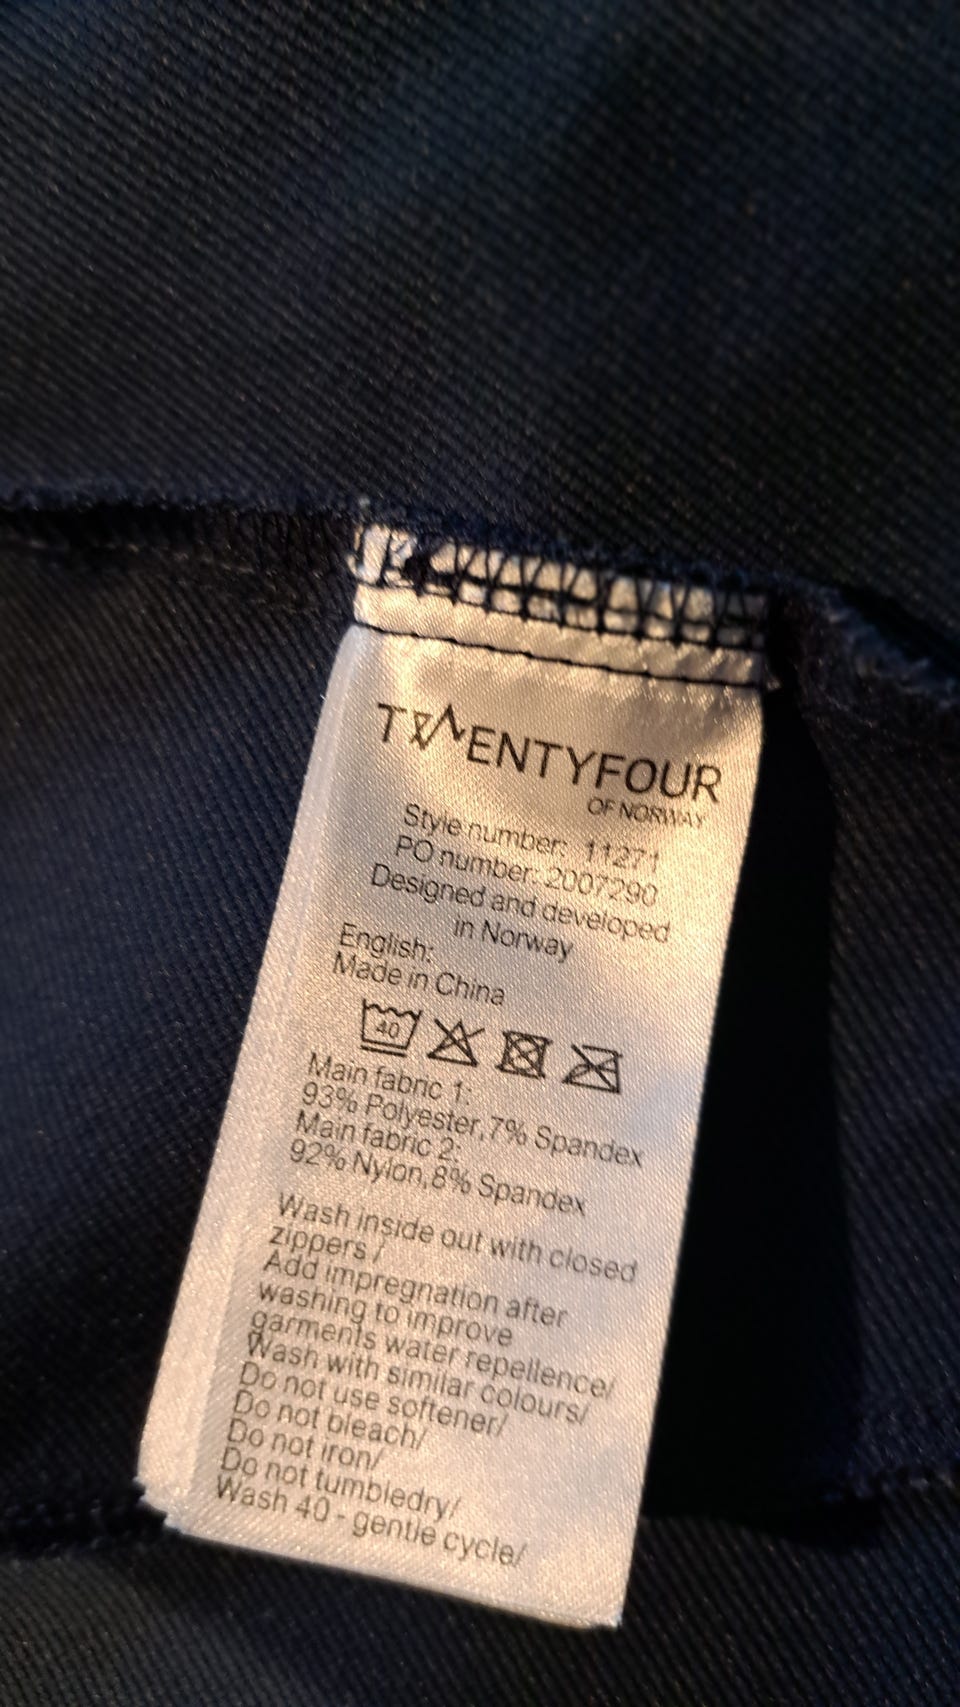 TWENTYFOUR
OF NORWAY
Style number: 11271
PO number: 2007290
Designed and developed
in Norway
English:
Made in China
40
Main fabric 1:
93% Polyester,7% Spandex
Main fabric 2:
92% Nylon,8% Spandex
Wash inside out with closed
zippers /
Add impregnation after
washing to improve
garments water repellence/
Wash with similar colours/
Do not use softener/
Do not bleach/
Do not iron/
Do not tumbledry/
Wash 40 - gentle cycle/